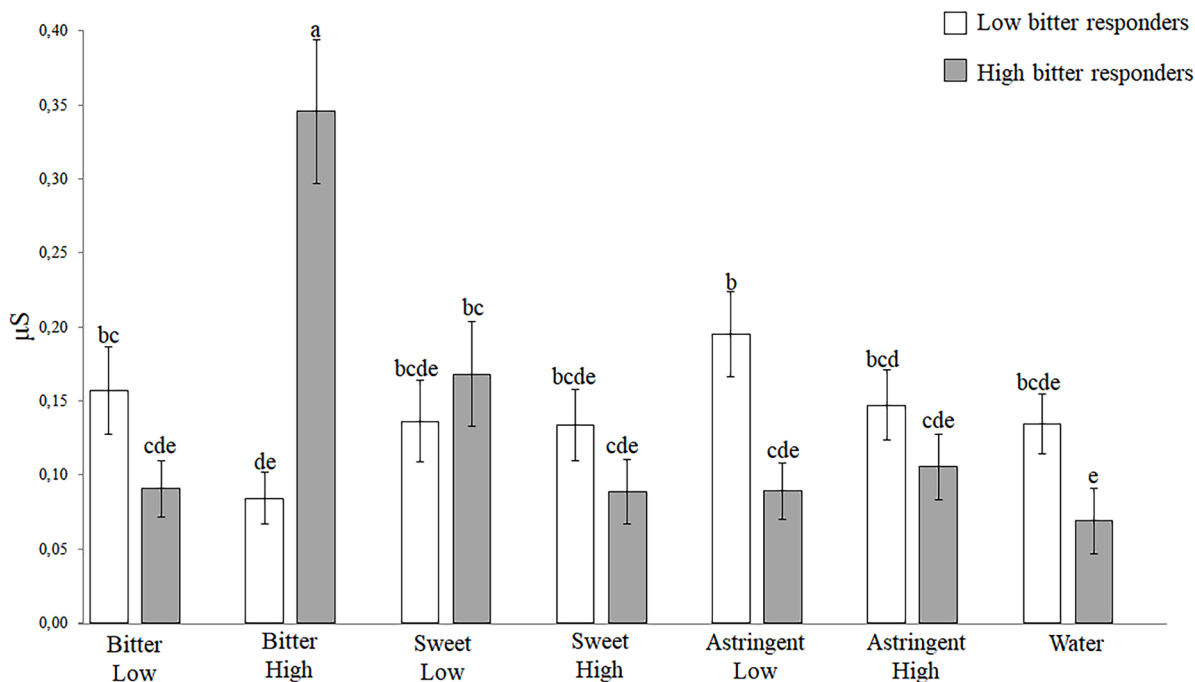 Low bitter responders
High bitter responders
µS
0,40
0,35
0,30
0,25
0,20
0,15
0,10
0,05
0,00
bc
cde
de
a
bcde
bc
bcde
cde
b
cde
bcd
cde
bcde
e
Bitter
Low
Bitter
High
Sweet
Low
Sweet
High
Astringent
Low
Astringent
High
Water